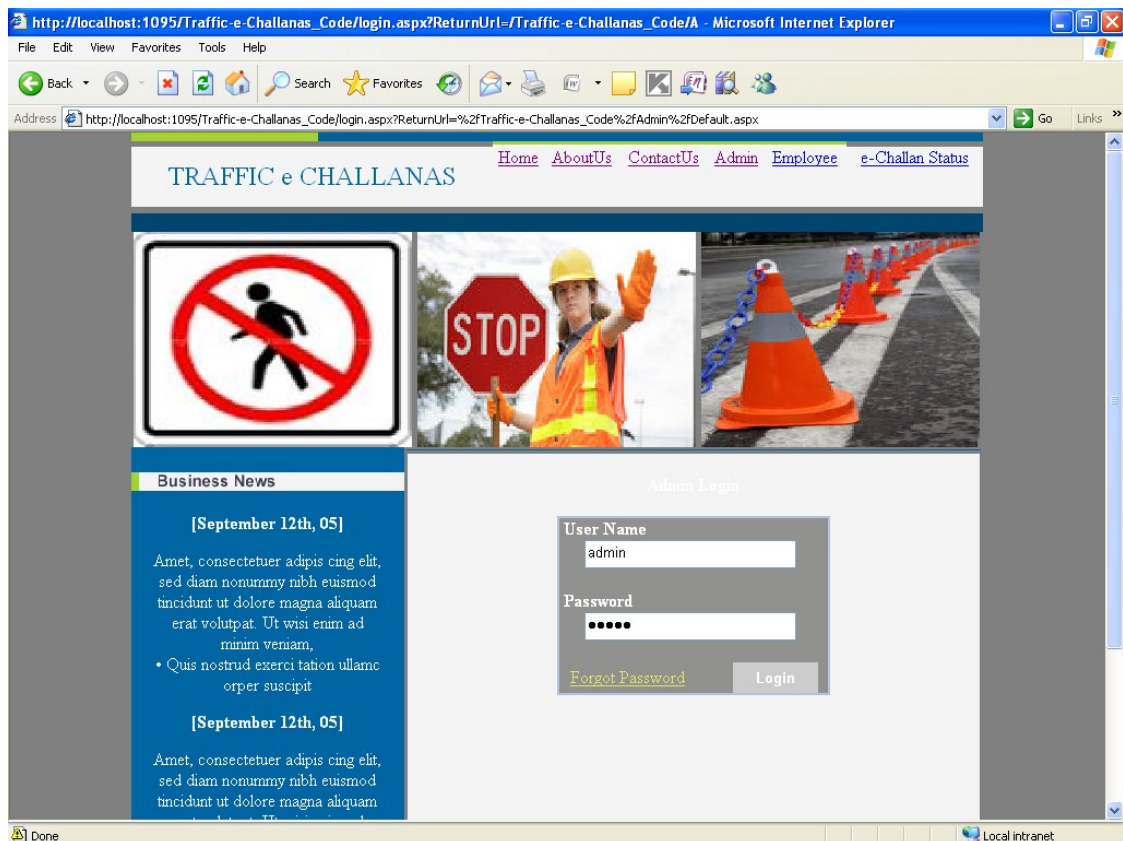 http://localhost:1095/Traffic-e-Challanas_Code/login.aspx?ReturnUrl=/Traffic-e-Challanas_Code/A - Microsoft Internet Explorer
File Edit View Favorites Tools Help
Back Search Favorites
Address http://localhost:1095/Traffic-e-Challanas_Code/login.aspx?ReturnUrl=%2fTraffic-e-Challanas_Code%2fAdmin%2fDefault.aspx Go Links »
Home AboutUs ContactUs Admin Employee e-Challan Status
TRAFFIC e CHALLANAS
STOP
Business News
[September 12th, 05]
Amet, consectetuer adipis cing elit,
sed diam nonummy nibh euismod
tincidunt ut dolore magna aliquam
erat volutpat. Ut wisi enim ad
minim veniam,
• Quis nostrud exerci tation ullamc
orper suscipit
[September 12th, 05]
Amet, consectetuer adipis cing elit,
sed diam nonummy nibh euismod
tincidunt ut dolore magna aliquam
Admin Login
User Name
admin
Password
•••••
Forgot Password Login
Done Local intranet